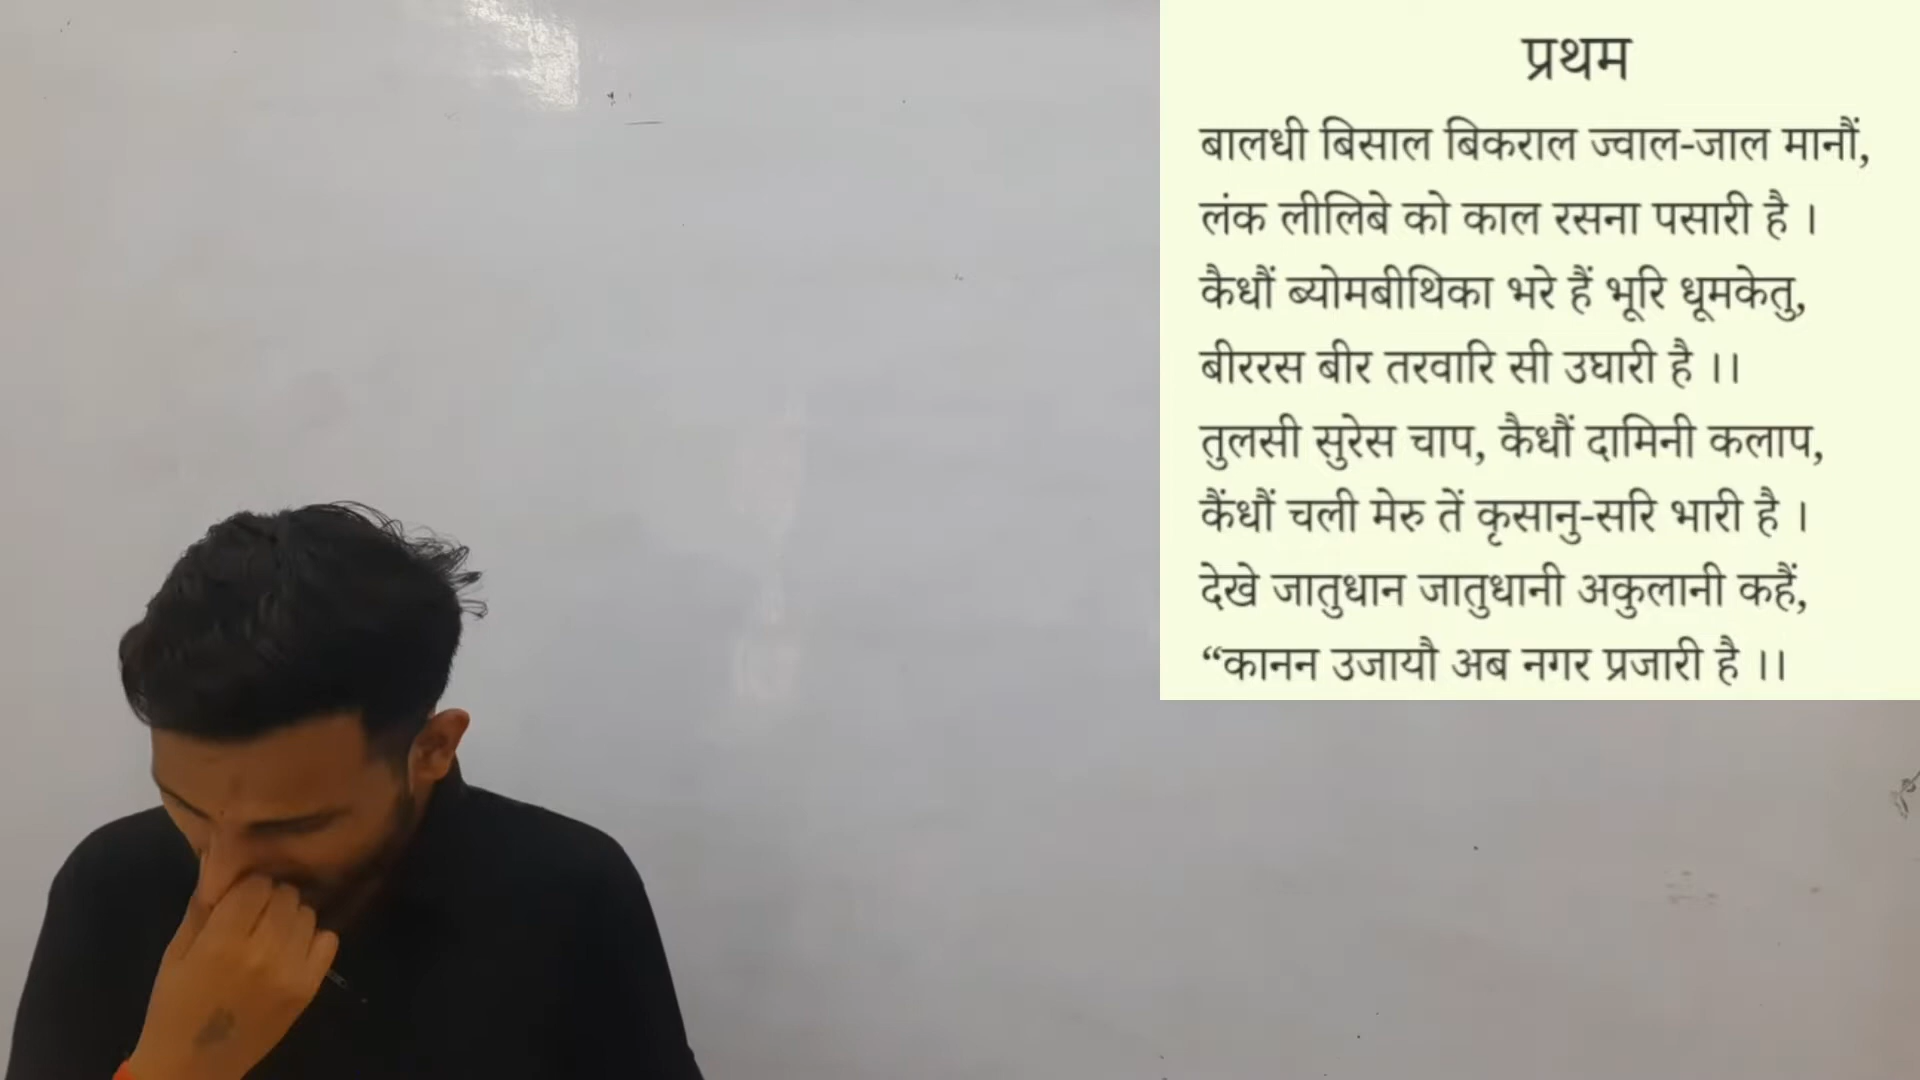 प्रथम
बालधी बिसाल बिकराल ज्वाल-जाल मानौं,
लंक लीलिबे को काल रसना पसारी है ।
कैधौं ब्योमबीथिका भरे हैं भूरि धूमकेतु,
बीररस बीर तरवारि सी उघारी है ।।
तुलसी सुरेस चाप, कैधौं दामिनी कलाप,
कैंधौं चली मेरु तें कृसानु-सरि भारी है ।
देखे जातुधान जातुधानी अकुलानी कहैं,
“कानन उजायौ अब नगर प्रजारी है ।।